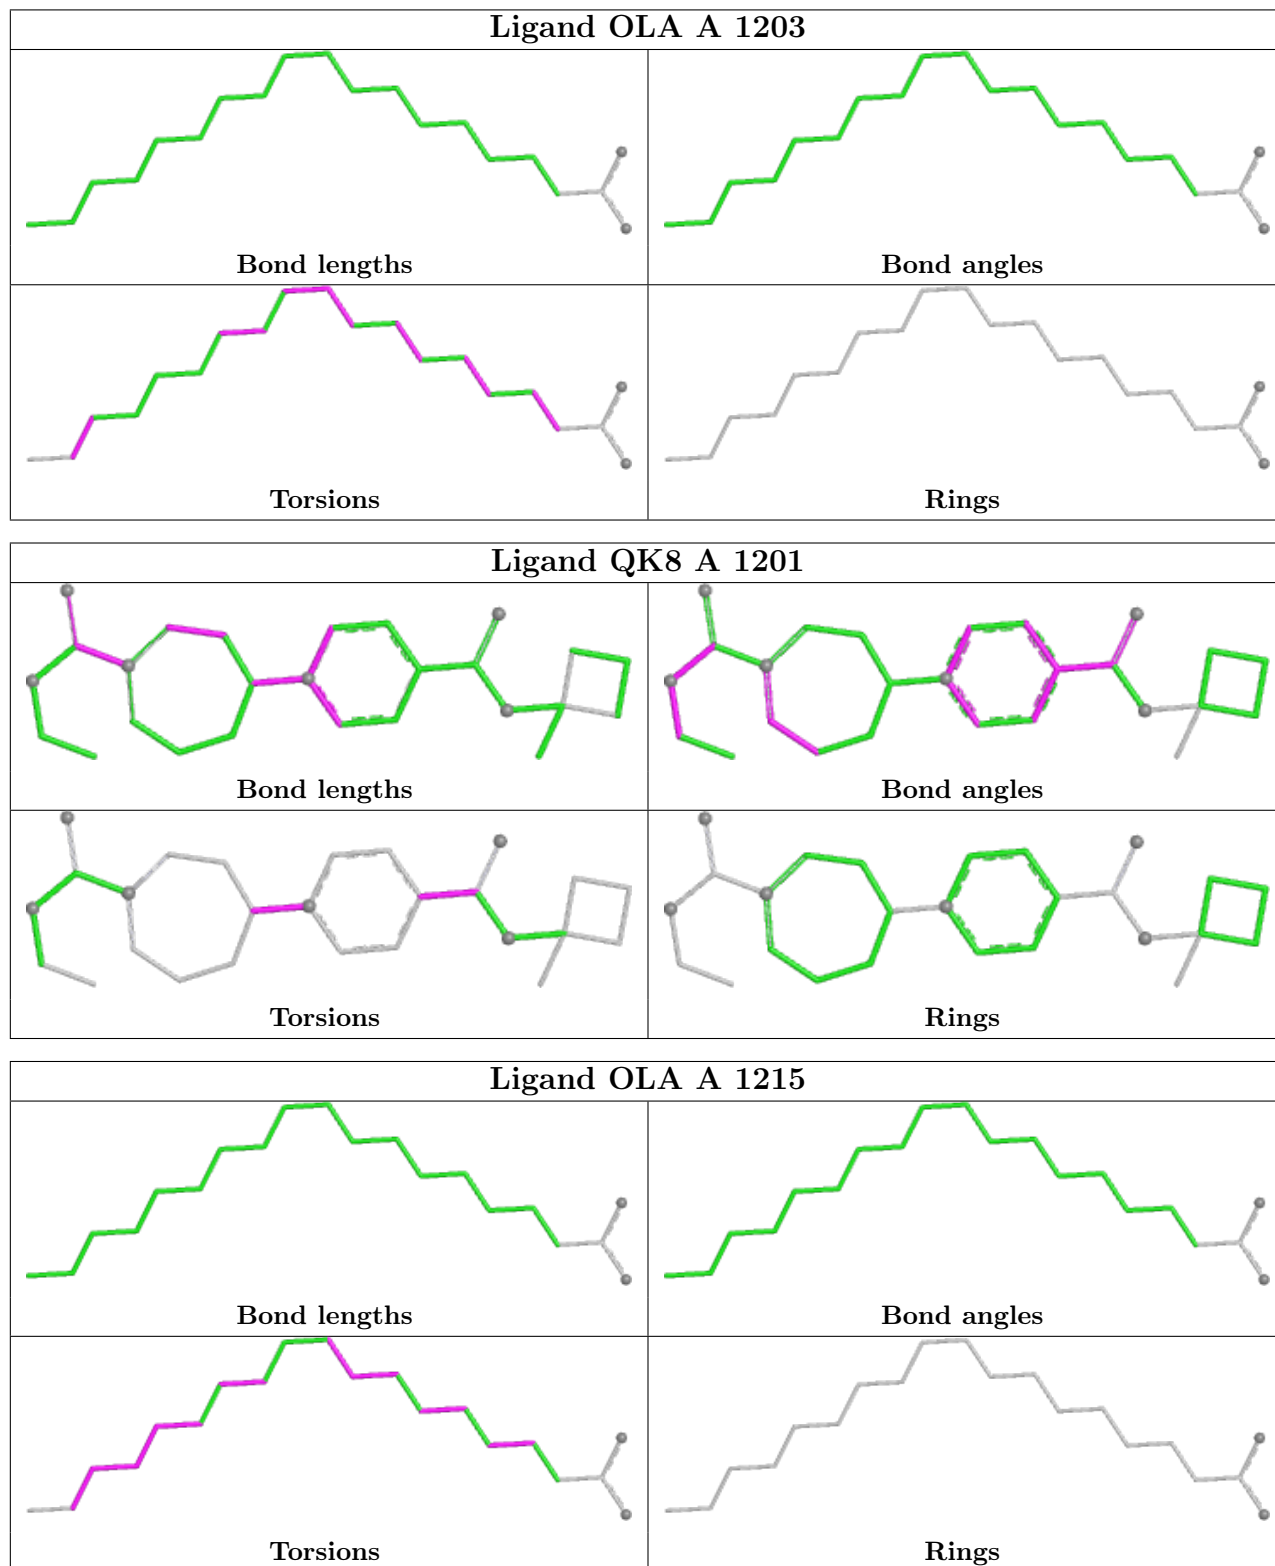 Ligand OLA A 1203
Bond lengths
Bond angles
Torsions
Rings
Ligand QK8 A 1201
Bond lengths
Bond angles
Torsions
Rings
Ligand OLA A 1215
Bond lengths
Bond angles
Torsions
Rings